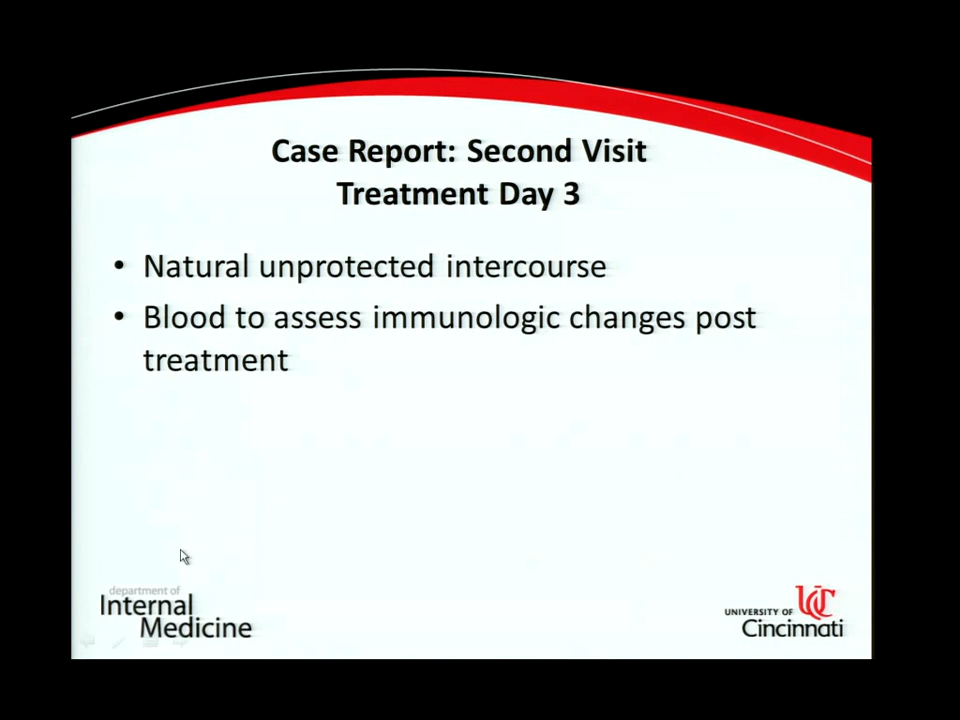 Case Report: Second Visit
Treatment Day 3
• Natural unprotected intercourse
• Blood to assess immunologic changes post
treatment
department of
Internal
Medicine
UNIVERSITY OF
Cincinnati
UC